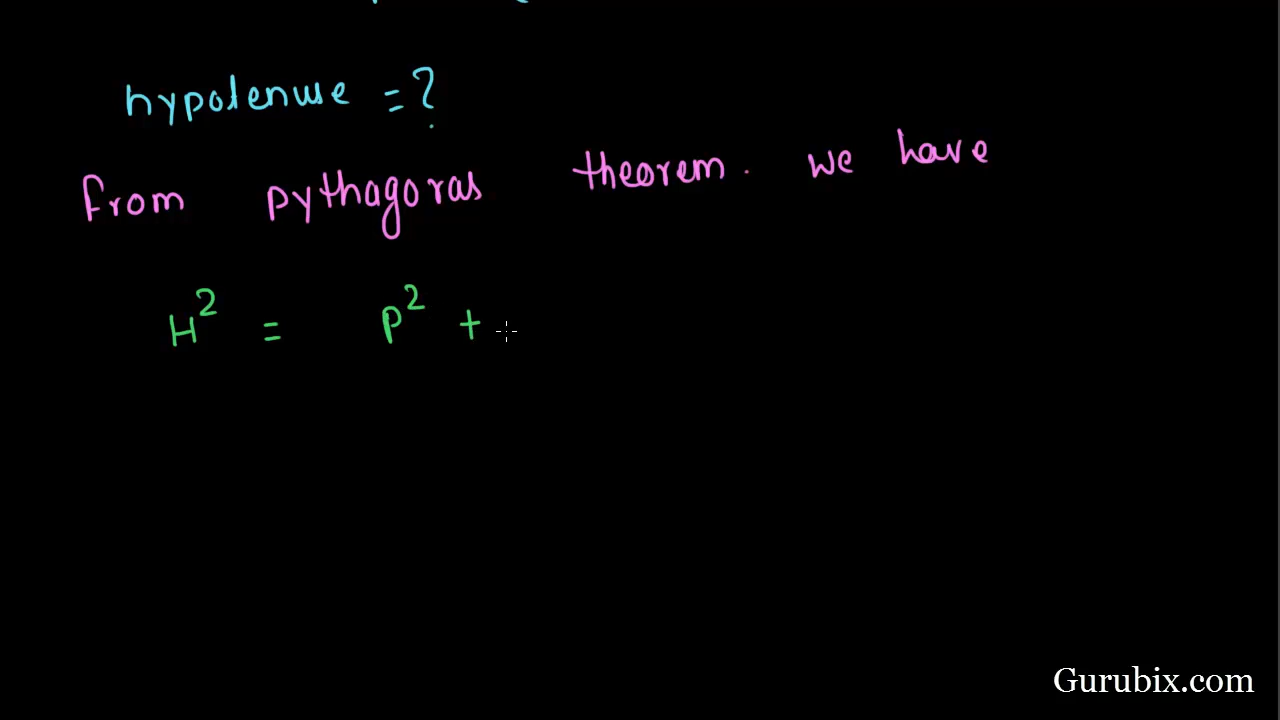 hypotenuse = ?
from pythagoras theorem. we have
H² = P² +
Gurubix.com